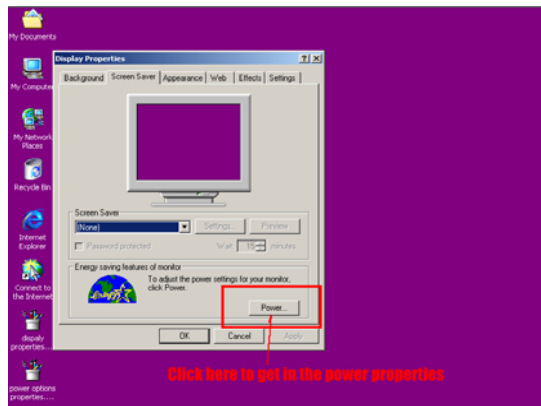 My Documents
My Computer
My Network
Places
Recycle Bin
Internet
Explorer
Connect to
the Internet
dispaly
properties...
power options
properties....
Display Properties
Background Screen Saver Appearance Web Effects Settings
Screen Saver
(None) Settings... Preview
Password protected Wait: 15 minutes
Energy saving features of monitor
To adjust the power settings for your monitor,
click Power.
Power...
OK Cancel Apply
Click here to get in the power properties